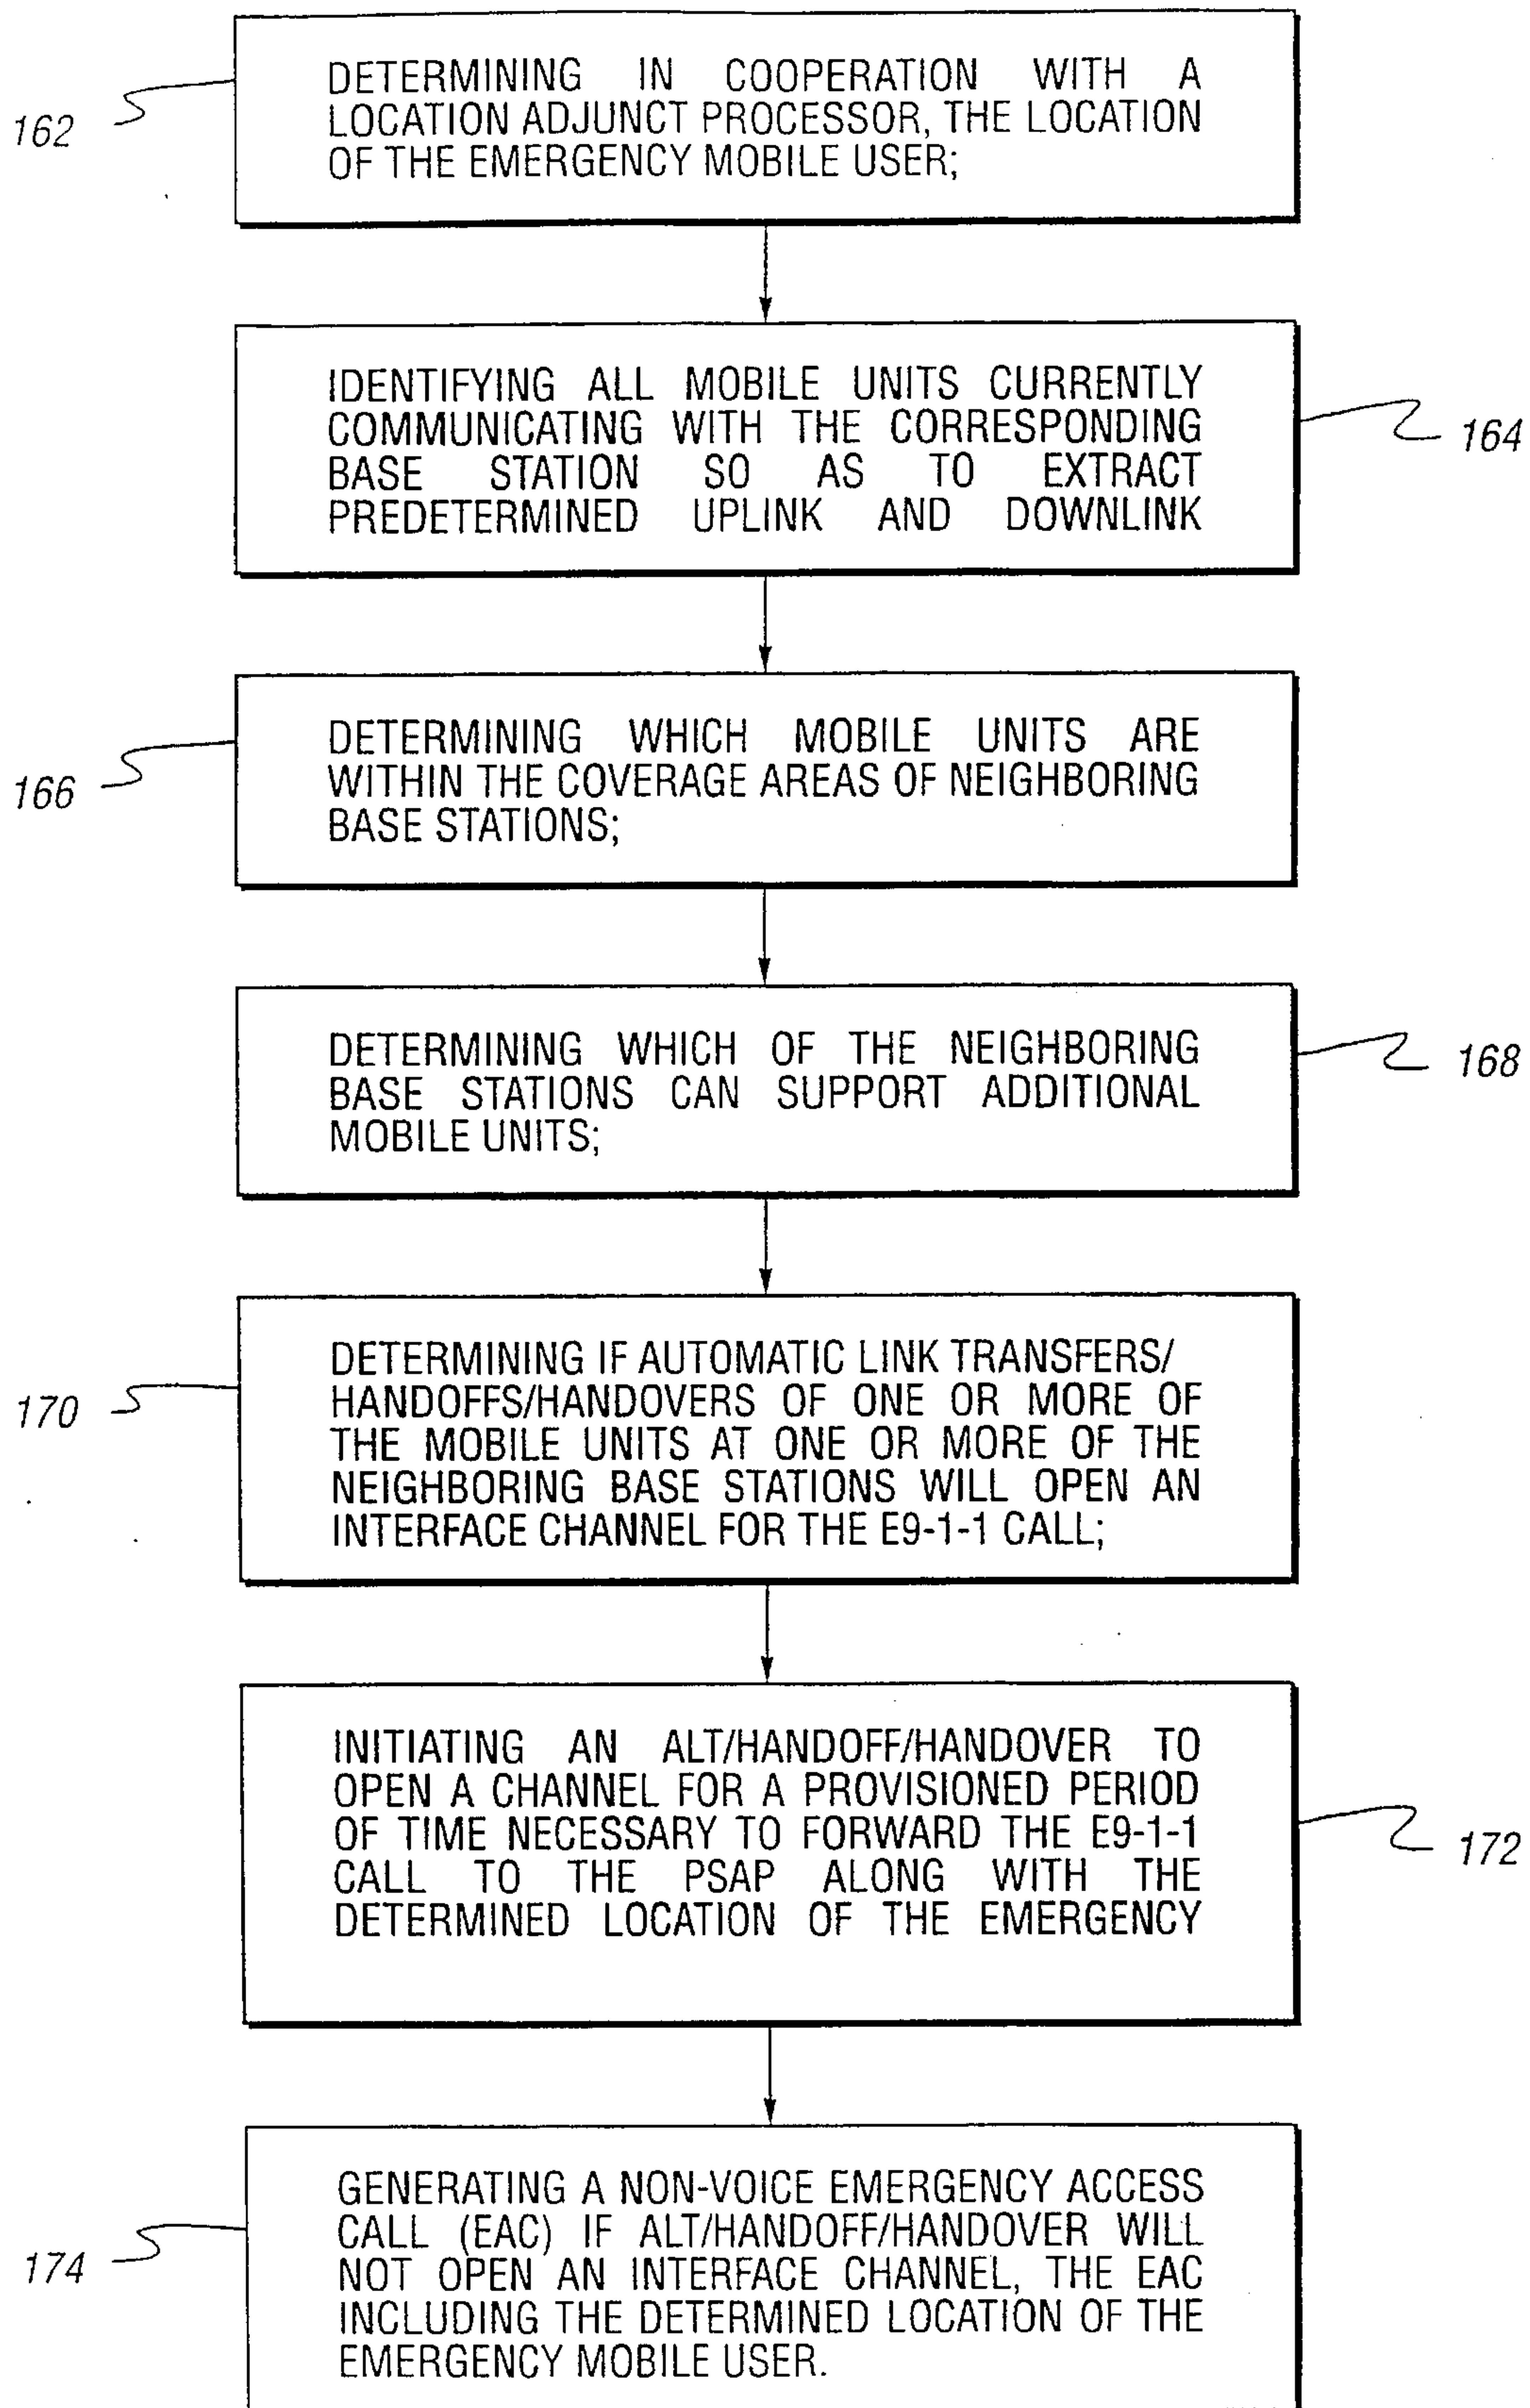 162
DETERMINING IN COOPERATION WITH A
LOCATION ADJUNCT PROCESSOR, THE LOCATION
OF THE EMERGENCY MOBILE USER;
IDENTIFYING ALL MOBILE UNITS CURRENTLY
COMMUNICATING WITH THE CORRESPONDING
BASE STATION SO AS TO EXTRACT
PREDETERMINED UPLINK AND DOWNLINK
164
166
DETERMINING WHICH MOBILE UNITS ARE
WITHIN THE COVERAGE AREAS OF NEIGHBORING
BASE STATIONS;
DETERMINING WHICH OF THE NEIGHBORING
BASE STATIONS CAN SUPPORT ADDITIONAL
MOBILE UNITS;
168
170
DETERMINING IF AUTOMATIC LINK TRANSFERS/
HANDOFFS/HANDOVERS OF ONE OR MORE OF
THE MOBILE UNITS AT ONE OR MORE OF THE
NEIGHBORING BASE STATIONS WILL OPEN AN
INTERFACE CHANNEL FOR THE E9-1-1 CALL;
INITIATING AN ALT/HANDOFF/HANDOVER TO
OPEN A CHANNEL FOR A PROVISIONED PERIOD
OF TIME NECESSARY TO FORWARD THE E9-1-1
CALL TO THE PSAP ALONG WITH THE
DETERMINED LOCATION OF THE EMERGENCY
172
174
GENERATING A NON-VOICE EMERGENCY ACCESS
CALL (EAC) IF ALT/HANDOFF/HANDOVER WILL
NOT OPEN AN INTERFACE CHANNEL, THE EAC
INCLUDING THE DETERMINED LOCATION OF THE
EMERGENCY MOBILE USER.